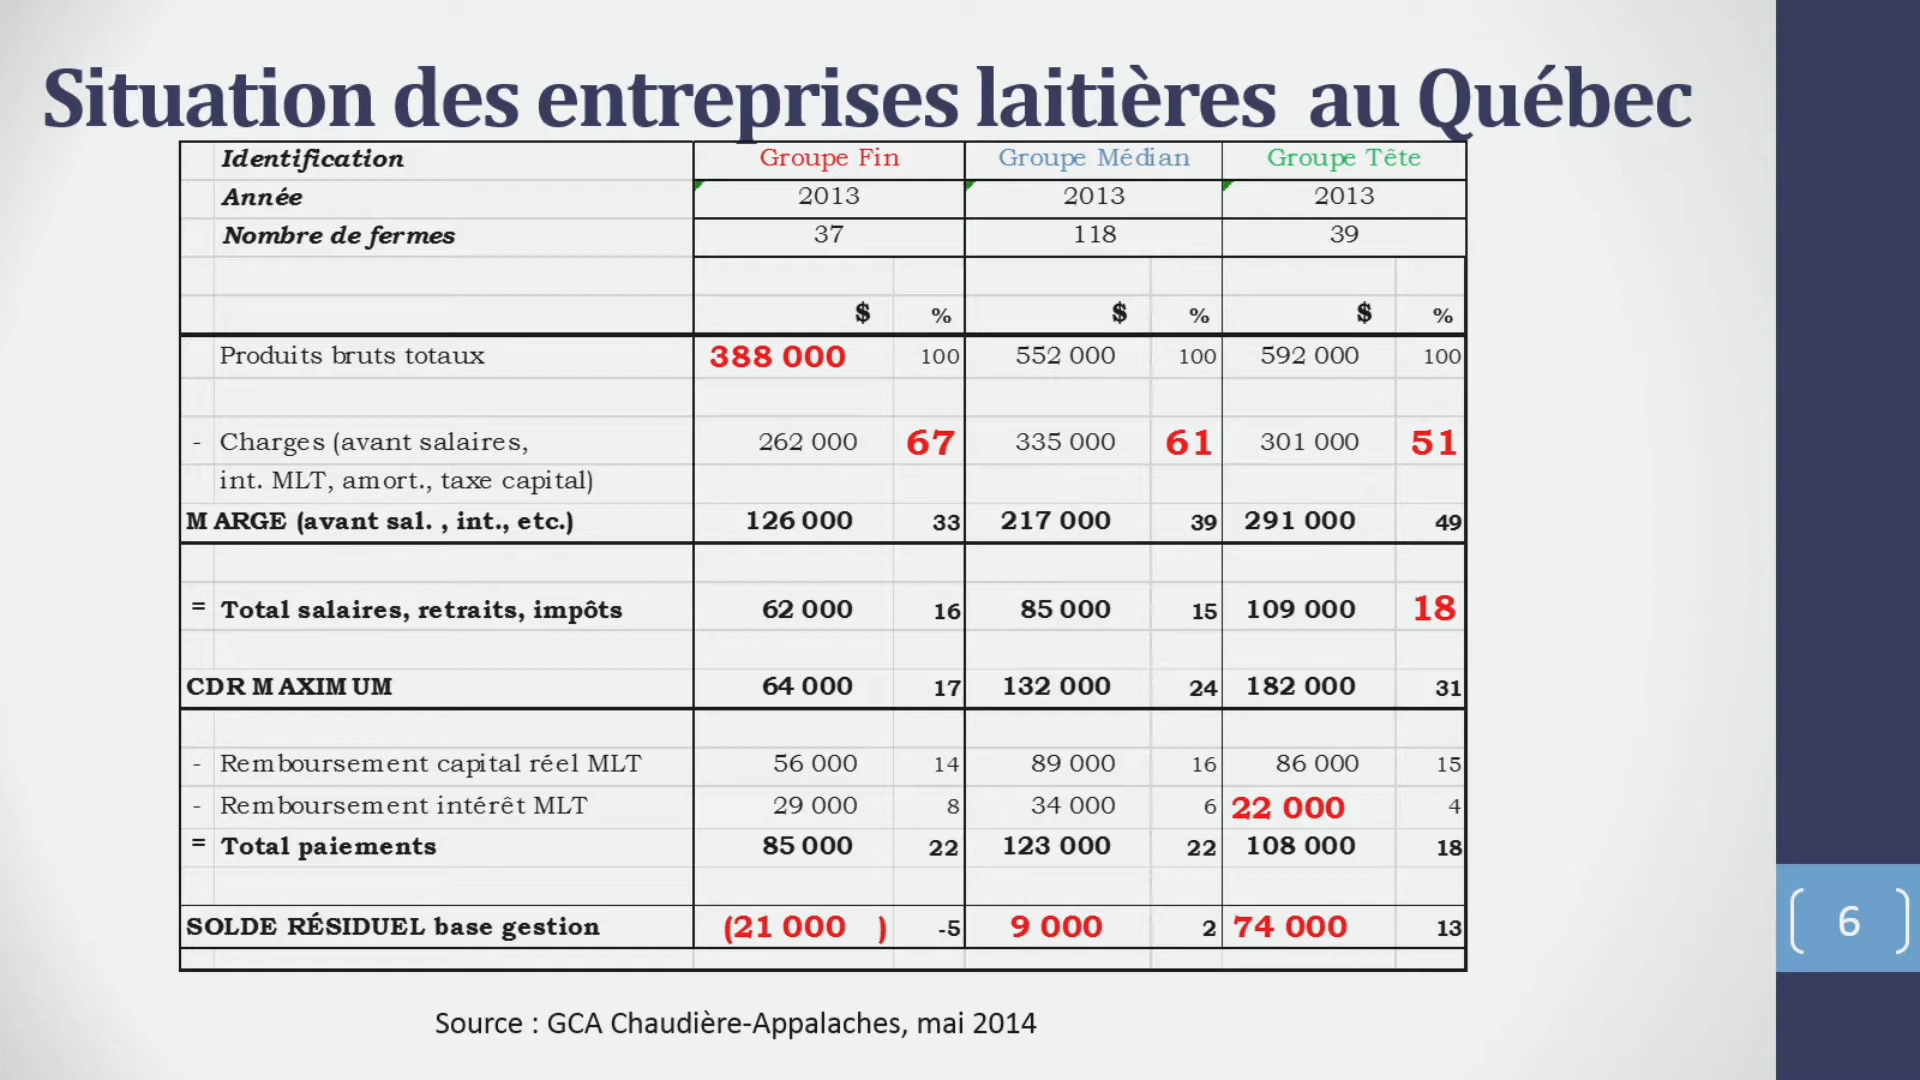 Situation des entreprises laitières au Québec
Identification Groupe Fin Groupe Médian Groupe Tête
Année 2013 2013 2013
Nombre de fermes 37 118 39
$ % $ % $ %
Produits bruts totaux 388 000 100 552 000 100 592 000 100
- Charges (avant salaires, 262 000 67 335 000 61 301 000 51
int. MLT, amort., taxe capital)
MARGE (avant sal. , int., etc.) 126 000 33 217 000 39 291 000 49
= Total salaires, retraits, impôts 62 000 16 85 000 15 109 000 18
CDR MAXIMUM 64 000 17 132 000 24 182 000 31
- Remboursement capital réel MLT 56 000 14 89 000 16 86 000 15
- Remboursement intérêt MLT 29 000 8 34 000 6 22 000 4
= Total paiements 85 000 22 123 000 22 108 000 18
SOLDE RÉSIDUEL base gestion (21 000 ) -5 9 000 2 74 000 13
6
Source : GCA Chaudière-Appalaches, mai 2014